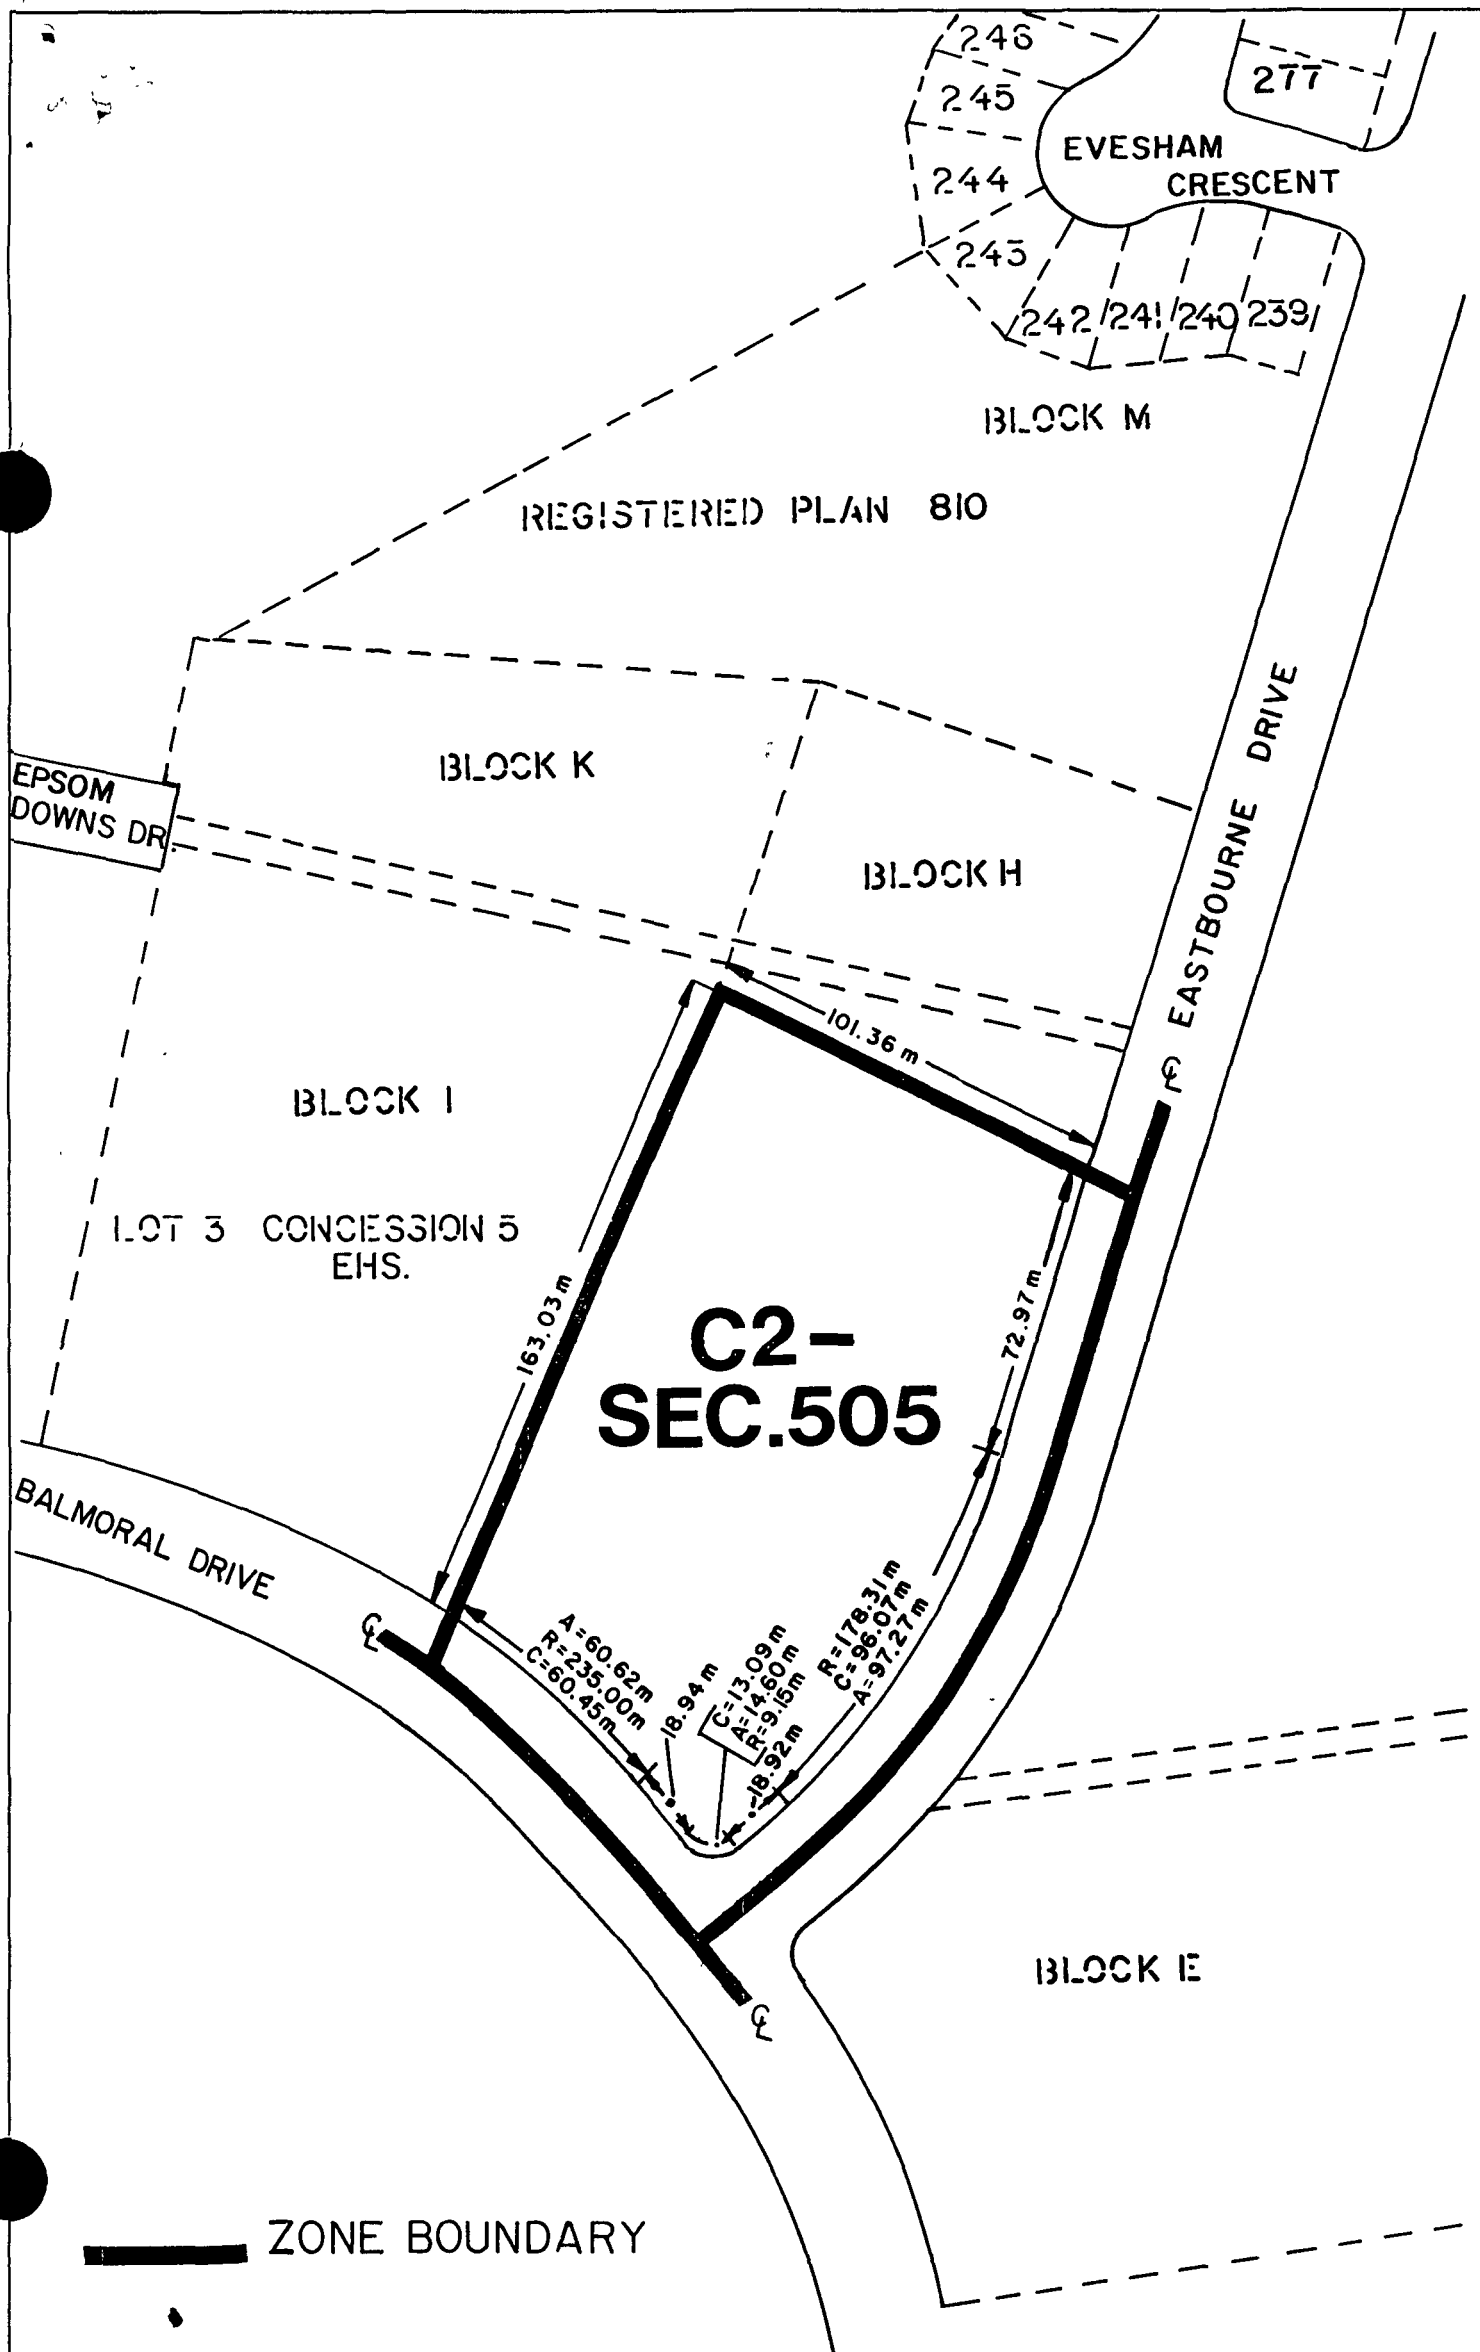 246
245
277
EVESHAM
CRESCENT
244
243
242
241
240
239
BLOCK M
REGISTERED PLAN 810
BLOCK K
EPSOM
DOWNS DR.
BLOCK H
EASTBOURNE DRIVE
101.36 m
℄
BLOCK I
LOT 3 CONCESSION 5
EHS.
163.03 m
72.97 m
C2-
SEC.505
BALMORAL DRIVE
℄
A=60.62m
R=235.00m
C=60.45m
18.94 m
C=13.09m
A=14.60m
R=9.15m
18.92m
R=178.31m
C=96.07m
A=97.27m
BLOCK E
℄
ZONE BOUNDARY